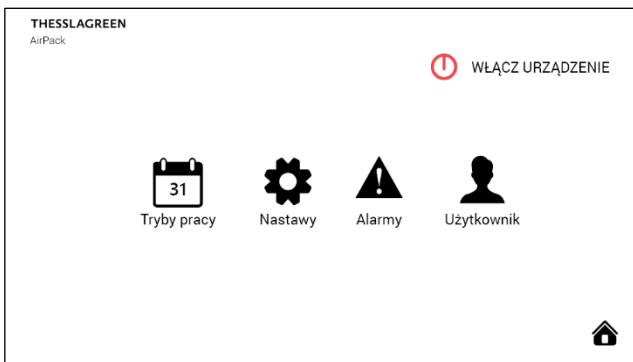 THESSLAGREEN
AirPack
WŁĄCZ URZĄDZENIE
31
Tryby pracy
Nastawy
Alarmy
Użytkownik